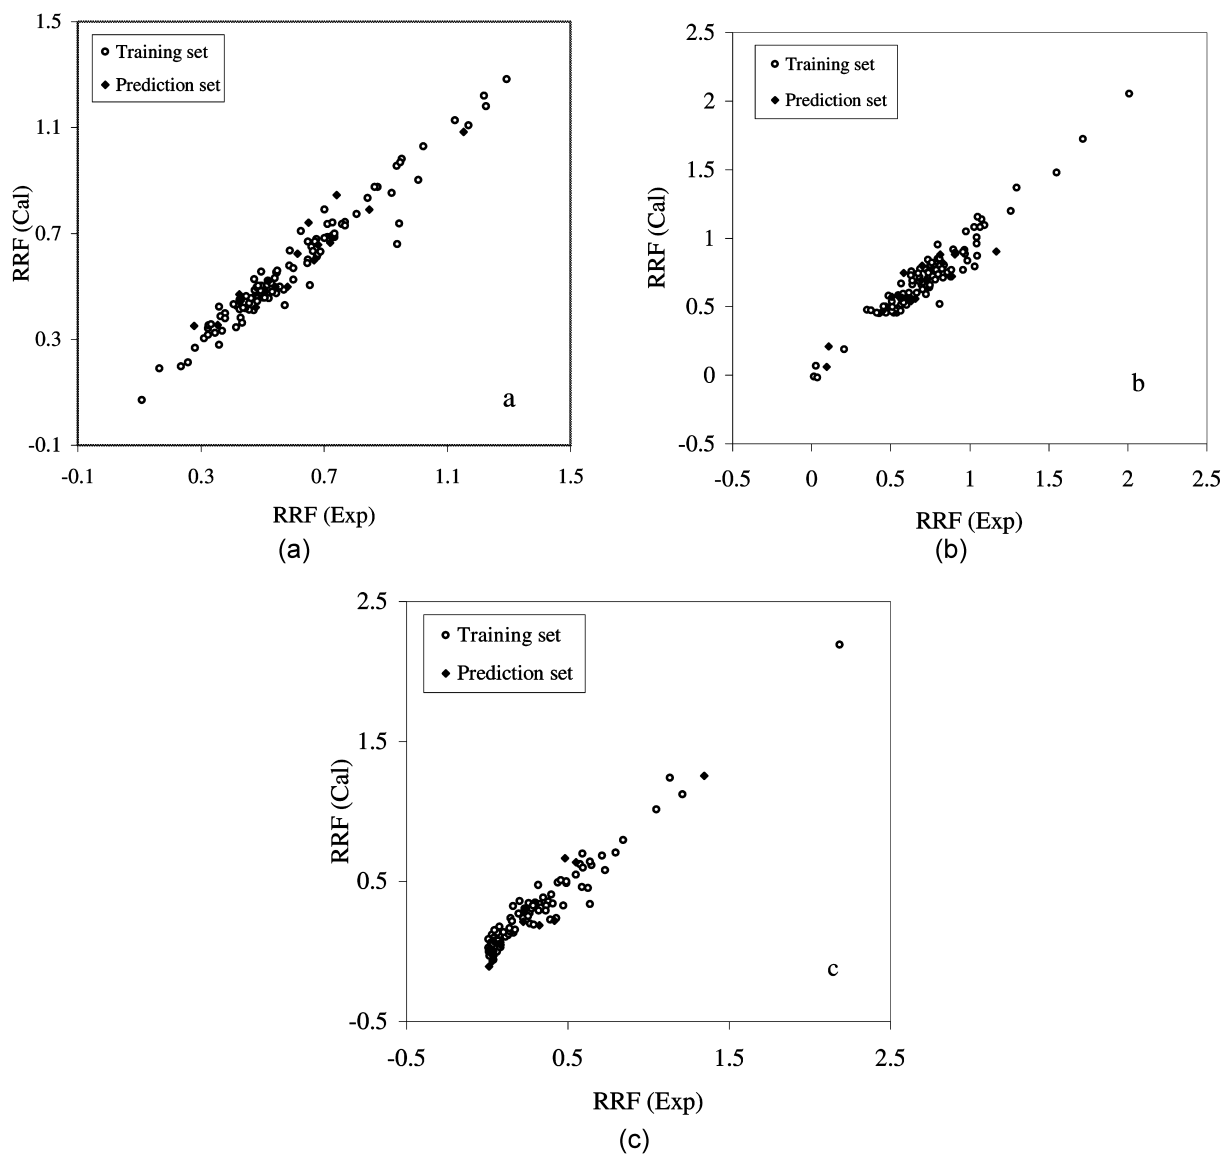 1.5
Training set
Prediction set
1.1
0.7
0.3
-0.1
RRF (Cal)
a
-0.1 0.3 0.7 1.1 1.5
RRF (Exp)
(a)
2.5
Training set
Prediction set
2
1.5
1
0.5
0
-0.5
RRF (Cal)
b
-0.5 0 0.5 1 1.5 2 2.5
RRF (Exp)
(b)
2.5
Training set
Prediction set
1.5
0.5
-0.5
RRF (Cal)
c
-0.5 0.5 1.5 2.5
RRF (Exp)
(c)